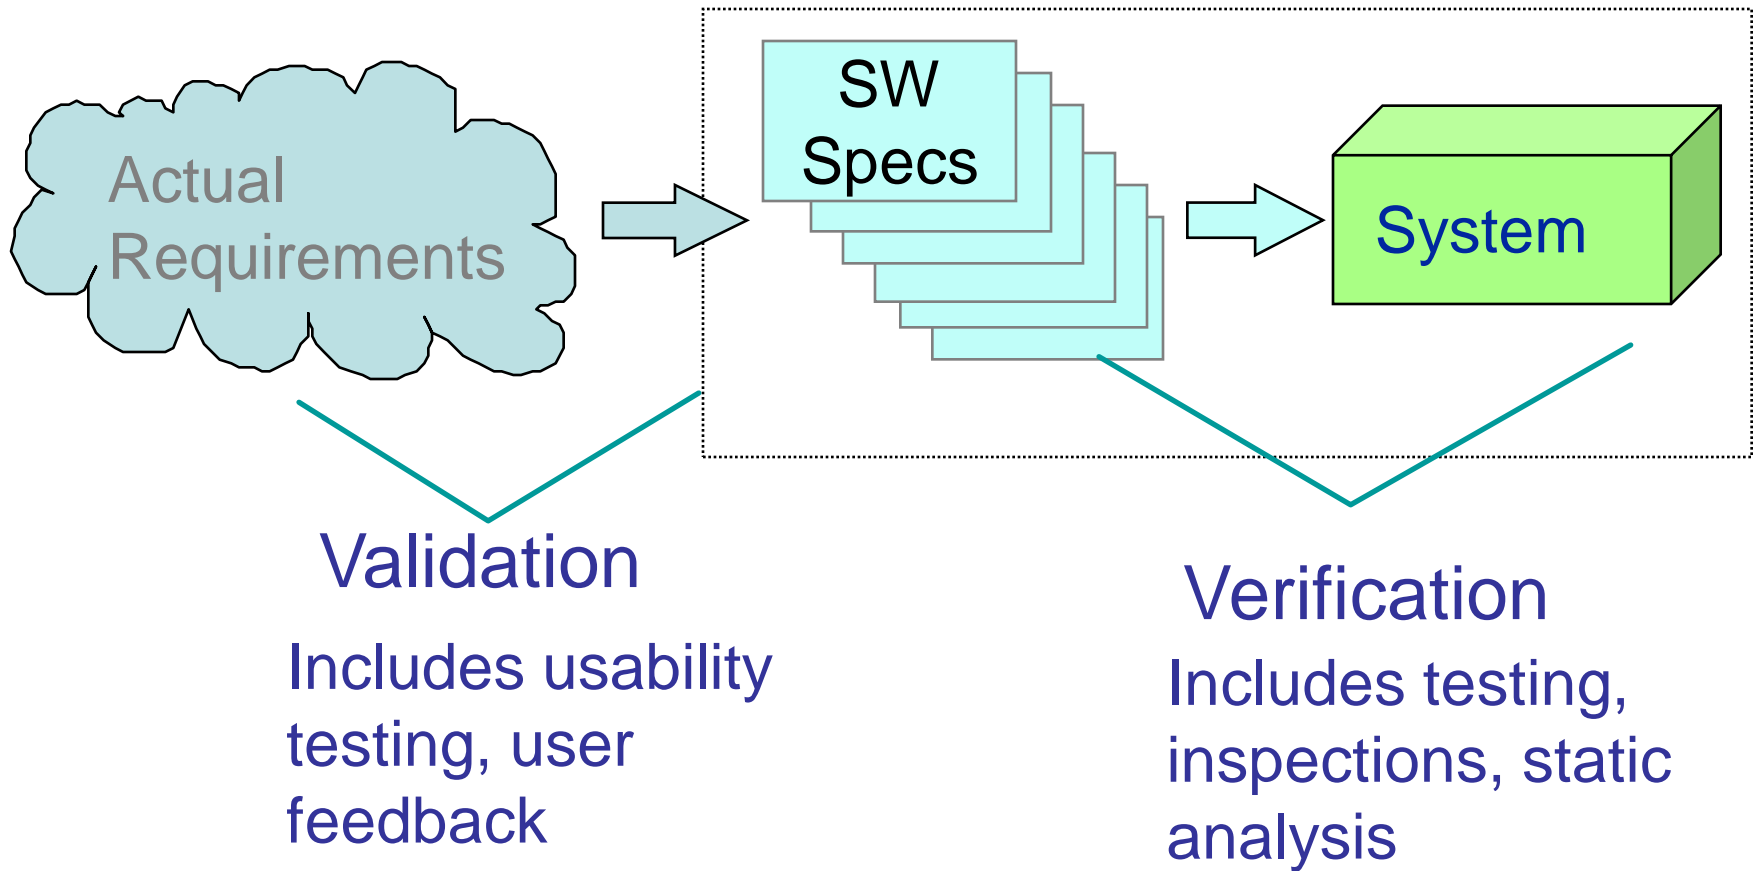 Actual
Requirements
SW
Specs
System
Validation
Includes usability
testing, user
feedback
Verification
Includes testing,
inspections, static
analysis